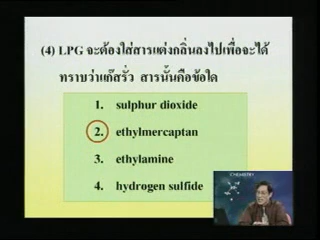 (4) LPG จะต้องใส่สารแต่งกลิ่นลงไปเพื่อจะได้
ทราบว่าแก๊สรั่ว สารนั้นคือข้อใด
1. sulphur dioxide
2. ethylmercaptan
3. ethylamine
4. hydrogen sulfide
CHEMISTRY